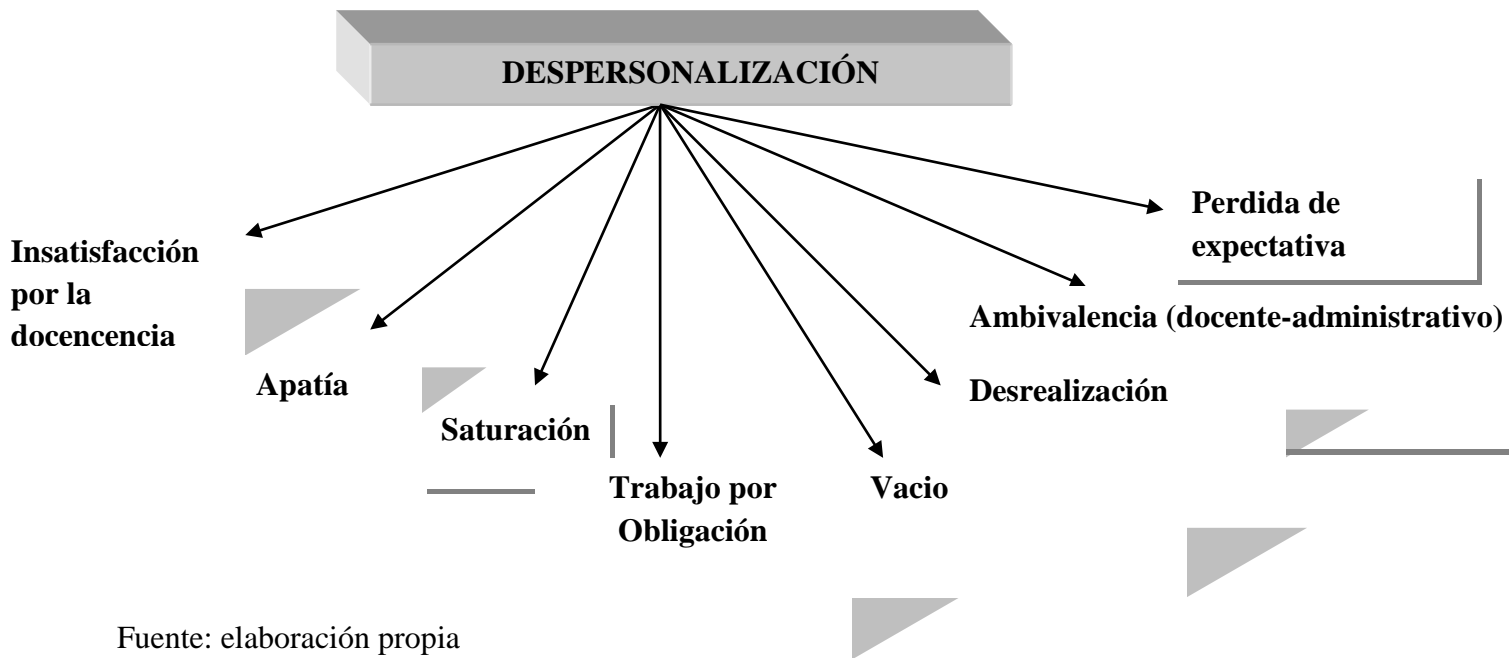 DESPERSONALIZACIÓN
Insatisfacción
por la
docencencia
Apatía
Saturación
Trabajo por
Obligación
Vacio
Desrealización
Ambivalencia (docente-administrativo)
Perdida de
expectativa
Fuente: elaboración propia